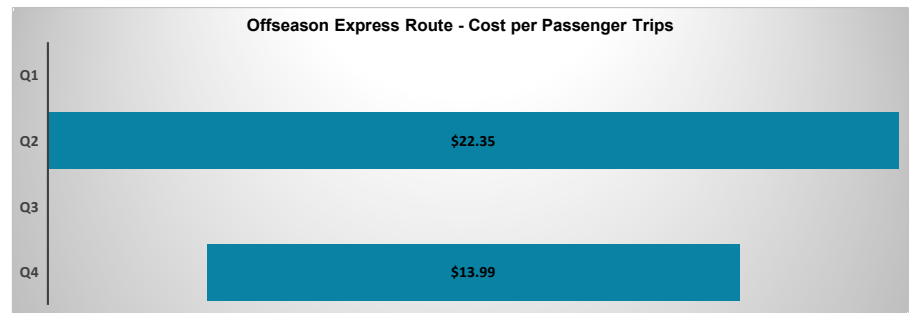 Offseason Express Route - Cost per Passenger Trips
Q1
Q2
$22.35
Q3
Q4
$13.99